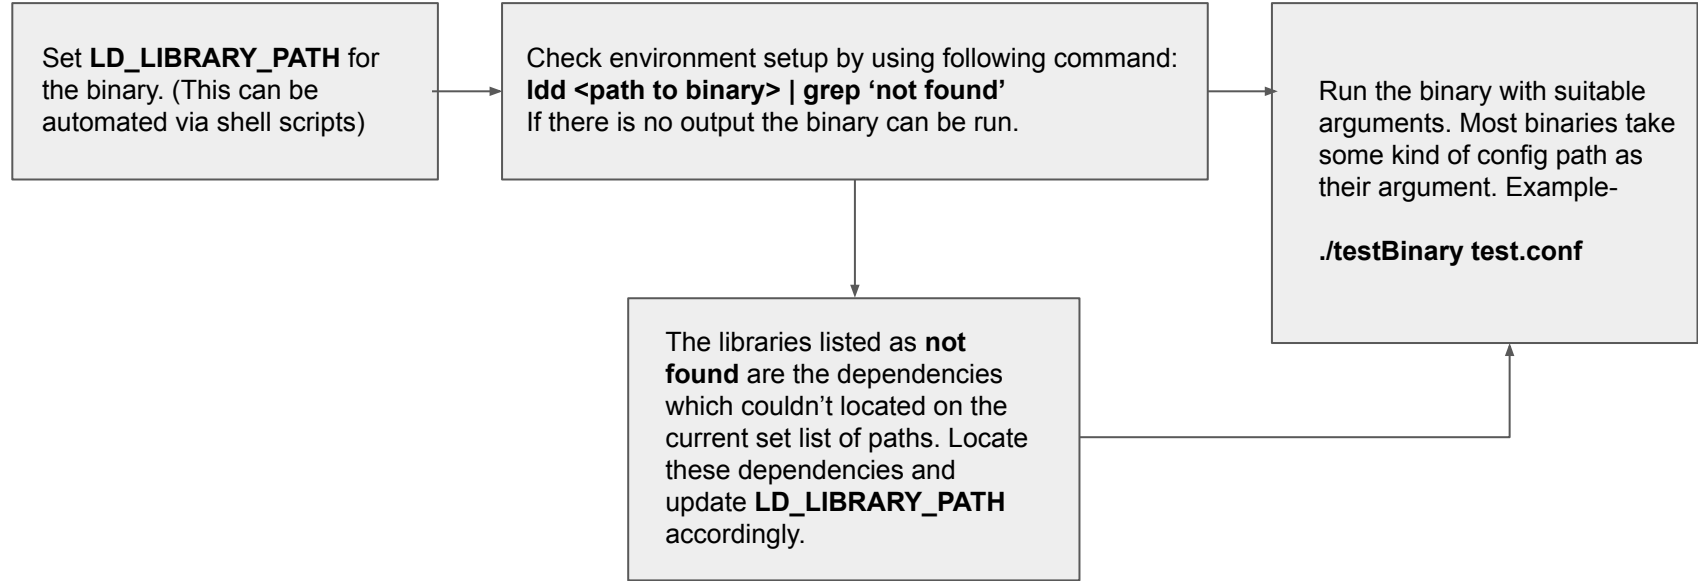 Set LD_LIBRARY_PATH for
the binary. (This can be
automated via shell scripts)
Check environment setup by using following command:
ldd <path to binary> | grep ‘not found’
If there is no output the binary can be run.
Run the binary with suitable
arguments. Most binaries take
some kind of config path as
their argument. Example-
./testBinary test.conf
The libraries listed as not
found are the dependencies
which couldn’t located on the
current set list of paths. Locate
these dependencies and
update LD_LIBRARY_PATH
accordingly.